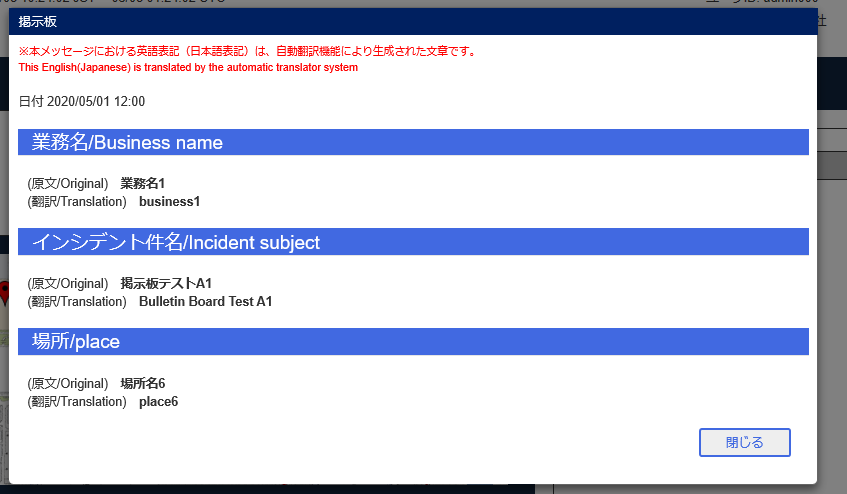 掲示板
※本メッセージにおける英語表記（日本語表記）は、自動翻訳機能により生成された文章です。
This English(Japanese) is translated by the automatic translator system
日付 2020/05/01 12:00
業務名/Business name
(原文/Original) 業務名1
(翻訳/Translation) business1
インシデント件名/Incident subject
(原文/Original) 掲示板テストA1
(翻訳/Translation) Bulletin Board Test A1
場所/place
(原文/Original) 場所名6
(翻訳/Translation) place6
閉じる